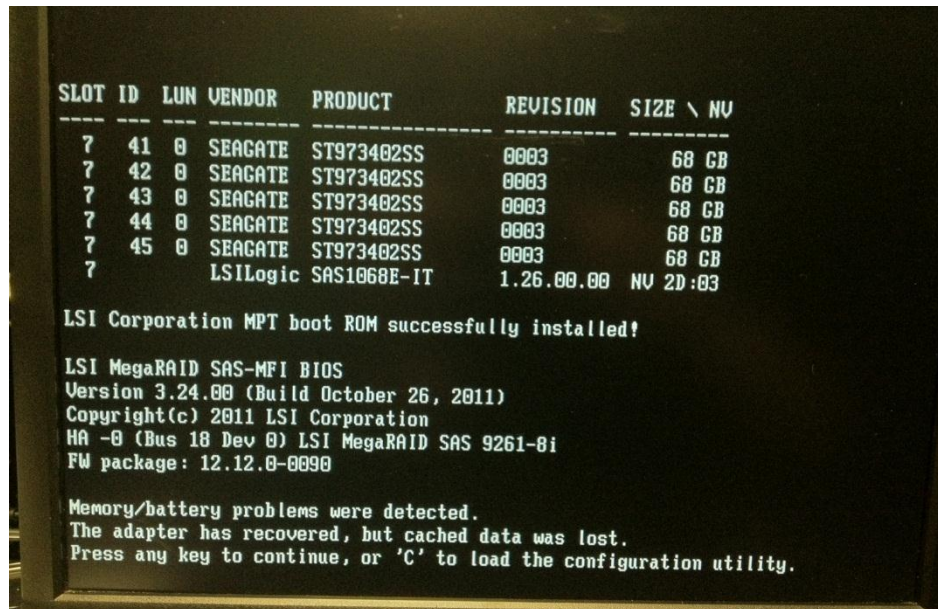 SLOT ID LUN VENDOR PRODUCT REVISION SIZE \ NV
---- --- --- -------- ---------------- ---------- ---------
7 41 0 SEAGATE ST973402SS 0003 68 GB
7 42 0 SEAGATE ST973402SS 0003 68 GB
7 43 0 SEAGATE ST973402SS 0003 68 GB
7 44 0 SEAGATE ST973402SS 0003 68 GB
7 45 0 SEAGATE ST973402SS 0003 68 GB
7 LSILogic SAS1068E-IT 1.26.00.00 NV 2D:03
LSI Corporation MPT boot ROM successfully installed!
LSI MegaRAID SAS-MFI BIOS
Version 3.24.00 (Build October 26, 2011)
Copyright(c) 2011 LSI Corporation
HA -0 (Bus 18 Dev 0) LSI MegaRAID SAS 9261-8i
FW package: 12.12.0-0090
Memory/battery problems were detected.
The adapter has recovered, but cached data was lost.
Press any key to continue, or 'C' to load the configuration utility.